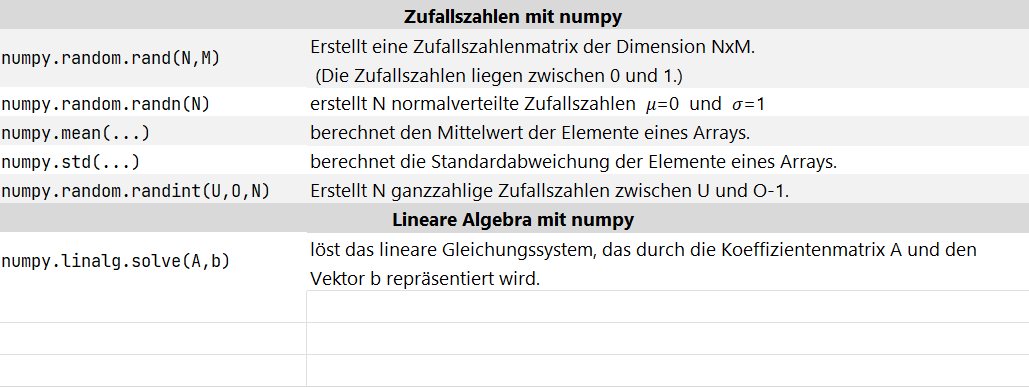 Zufallszahlen mit numpy
numpy.random.rand(N,M)
Erstellt eine Zufallszahlenmatrix der Dimension NxM.
(Die Zufallszahlen liegen zwischen 0 und 1.)
numpy.random.randn(N)
erstellt N normalverteilte Zufallszahlen μ=0 und σ=1
numpy.mean(...)
berechnet den Mittelwert der Elemente eines Arrays.
numpy.std(...)
berechnet die Standardabweichung der Elemente eines Arrays.
numpy.random.randint(U,O,N)
Erstellt N ganzzahlige Zufallszahlen zwischen U und O-1.
Lineare Algebra mit numpy
numpy.linalg.solve(A,b)
löst das lineare Gleichungssystem, das durch die Koeffizientenmatrix A und den
Vektor b repräsentiert wird.